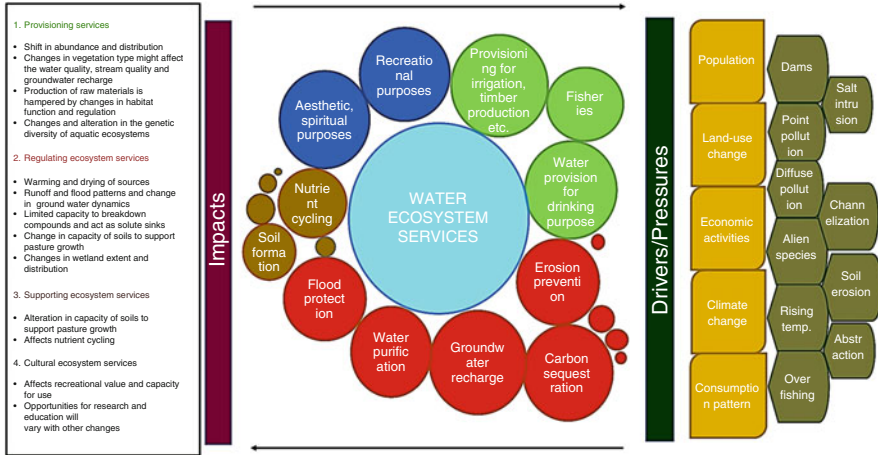 1. Provisioning services
• Shift in abundance and distribution
• Changes in vegetation type might affect
the water quality, stream quality and
groundwater recharge
• Production of raw materials is
hampered by changes in habitat
function and regulation
• Changes and alteration in the genetic
diversity of aquatic ecosystems
2. Regulating ecosystem services
• Warming and drying of sources
• Runoff and flood patterns and change
in ground water dynamics
• Limited capacity to breakdown
compounds and act as solute sinks
• Change in capacity of soils to support
pasture growth
• Changes in wetland extent and
distribution
3. Supporting ecosystem services
• Alteration in capacity of soils to
support pasture growth
• Affects nutrient cycling
4. Cultural ecosystem services
• Affects recreational value and capacity
for use
• Opportunities for research and
education will
vary with other changes
Impacts
Recreatio
nal purposes
Aesthetic,
spiritual purposes
Provisioni
ng for
irrigation,
timber
production
etc.
Fisher
ies
Water
provision
for
drinking
purpose
WATER
ECOSYSTEM
SERVICES
Nutrie
nt cycling
Soil
forma
tion
Flood
protect
ion
Water
purific
ation
Groundw
ater
recharge
Carbon
sequest
ration
Erosion
preventi
on
Drivers/Pressures
Population
Land-use
change
Economic
activities
Climate
change
Consumptio
n pattern
Dams
Salt
intru
sion
Point
pollut
ion
Diffuse
pollut
ion
Chann
elization
Alien
species
Soil
erosion
Rising
temp.
Abstr
action
Over
fishing